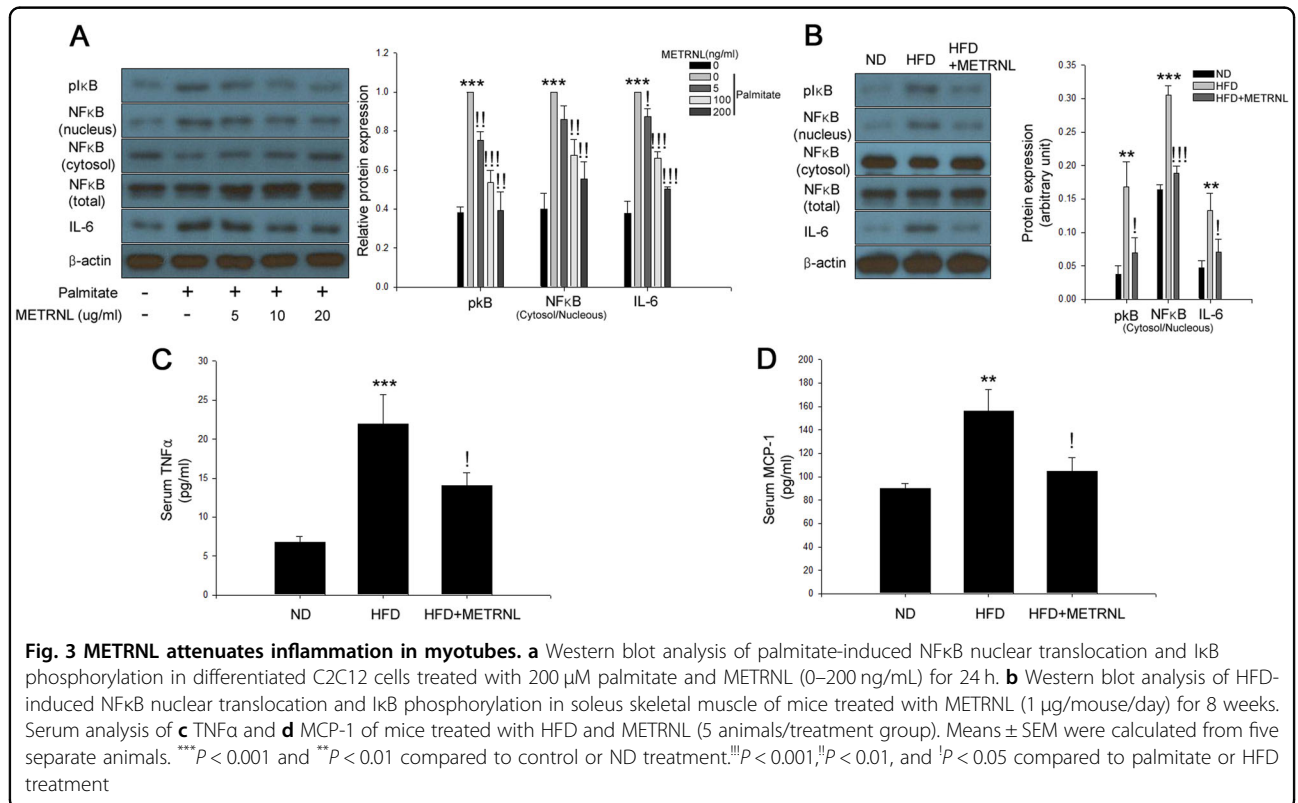 A
pIκB
NFκB
(nucleus)
NFκB
(cytosol)
NFκB
(total)
IL-6
β-actin
Palmitate - + + + +
METRNL (ug/ml) - - 5 10 20
Relative protein expression
1.2
1.0
0.8
0.6
0.4
0.2
0.0
*** *** ***
!! !!! !!
!! !!
! !!! !!!
METRNL(ng/ml)
0
0
5
100
200
Palmitate
pkB NFκB IL-6
(Cytosol/Nucleous)
B
ND HFD HFD
+METRNL
pIκB
NFκB
(nucleus)
NFκB
(cytosol)
NFκB
(total)
IL-6
β-actin
Protein expression
(arbitrary unit)
0.35
0.30
0.25
0.20
0.15
0.10
0.05
0.00
** *** **
! !!! !
ND
HFD
HFD+METRNL
pkB NFκB IL-6
(Cytosol/Nucleous)
C
Serum TNFα
(pg/ml)
30
25
20
15
10
5
0
***
!
ND HFD HFD+METRNL
D
Serum MCP-1
(pg/ml)
200
180
160
140
120
100
80
60
40
20
0
**
!
ND HFD HFD+METRNL
Fig. 3 METRNL attenuates inflammation in myotubes. a Western blot analysis of palmitate-induced NFκB nuclear translocation and IκB
phosphorylation in differentiated C2C12 cells treated with 200 μM palmitate and METRNL (0–200 ng/mL) for 24 h. b Western blot analysis of HFD-
induced NFκB nuclear translocation and IκB phosphorylation in soleus skeletal muscle of mice treated with METRNL (1 μg/mouse/day) for 8 weeks.
Serum analysis of c TNFα and d MCP-1 of mice treated with HFD and METRNL (5 animals/treatment group). Means ± SEM were calculated from five
separate animals. ***P < 0.001 and **P < 0.01 compared to control or ND treatment.!!!P < 0.001,!!P < 0.01, and !P < 0.05 compared to palmitate or HFD
treatment